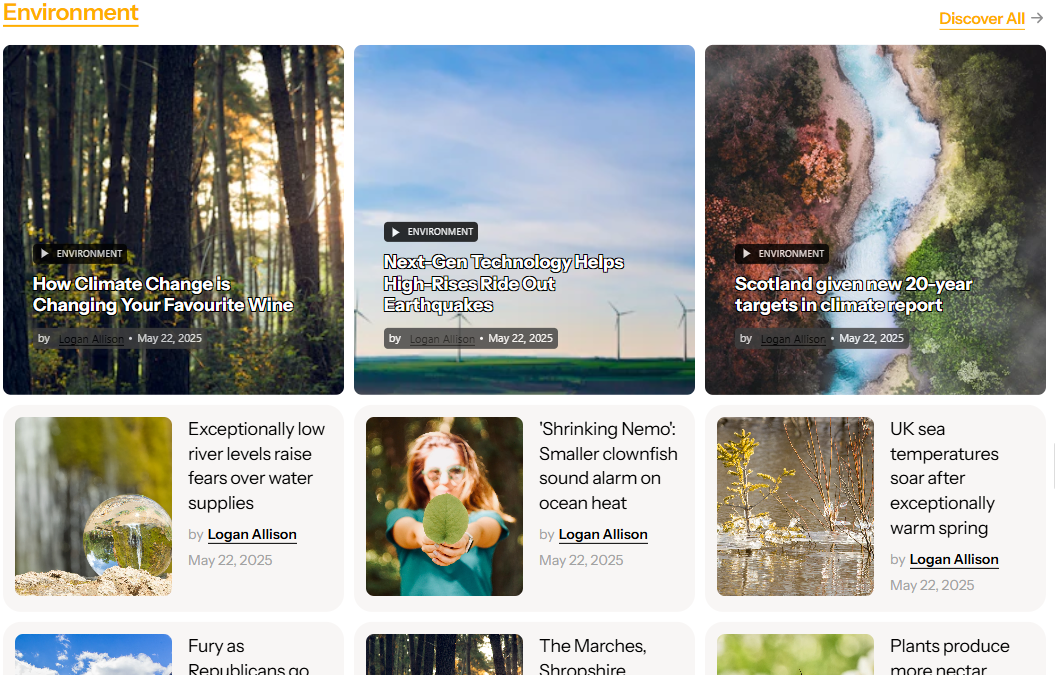 Environment
Discover All →
ENVIRONMENT
How Climate Change is
Changing Your Favourite Wine
by Logan Allison • May 22, 2025
ENVIRONMENT
Next-Gen Technology Helps
High-Rises Ride Out
Earthquakes
by Logan Allison • May 22, 2025
ENVIRONMENT
Scotland given new 20-year
targets in climate report
by Logan Allison • May 22, 2025
Exceptionally low
river levels raise
fears over water
supplies
by Logan Allison
May 22, 2025
'Shrinking Nemo':
Smaller clownfish
sound alarm on
ocean heat
by Logan Allison
May 22, 2025
UK sea
temperatures
soar after
exceptionally
warm spring
by Logan Allison
May 22, 2025
Fury as
Republicans go
The Marches,
Shropshire
Plants produce
more nectar